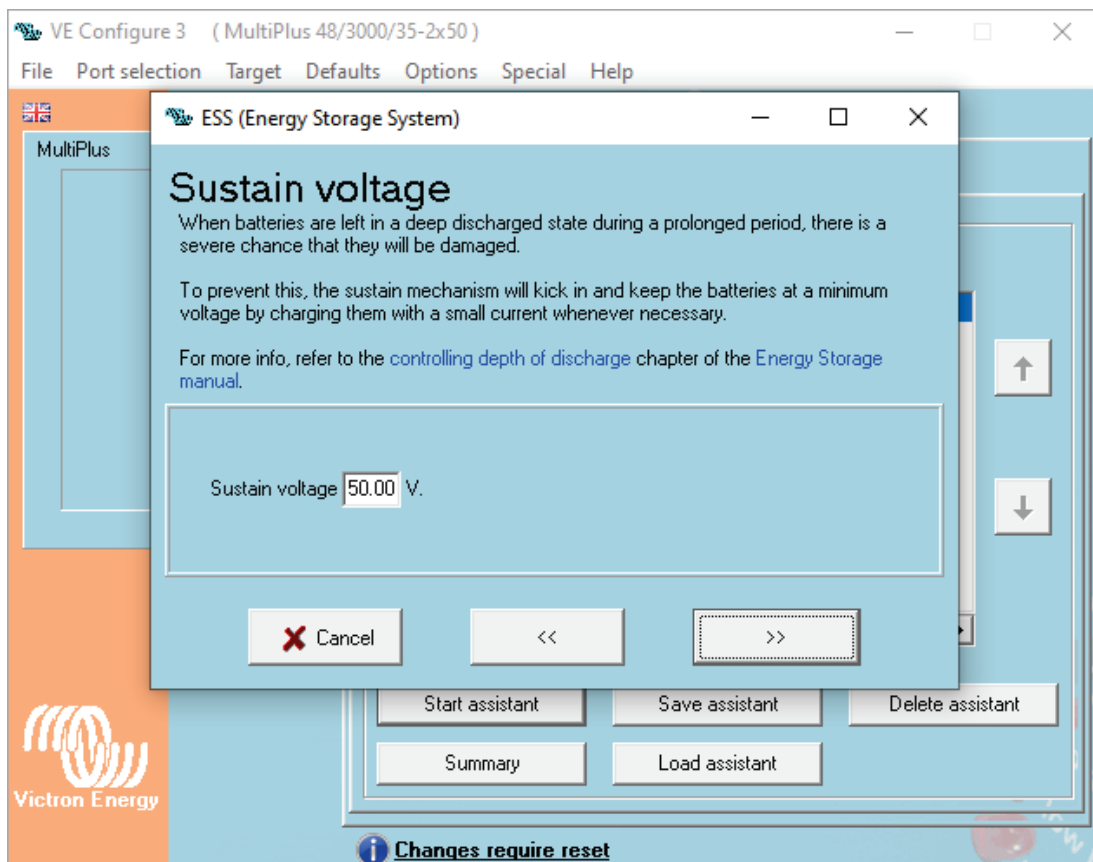 VE Configure 3 ( MultiPlus 48/3000/35-2x50 )
File Port selection Target Defaults Options Special Help
ESS (Energy Storage System)
MultiPlus
Sustain voltage
When batteries are left in a deep discharged state during a prolonged period, there is a
severe chance that they will be damaged.
To prevent this, the sustain mechanism will kick in and keep the batteries at a minimum
voltage by charging them with a small current whenever necessary.
For more info, refer to the controlling depth of discharge chapter of the Energy Storage
manual.
Sustain voltage 50.00 V.
Cancel << >>
Start assistant Save assistant Delete assistant
Summary Load assistant
Victron Energy
Changes require reset